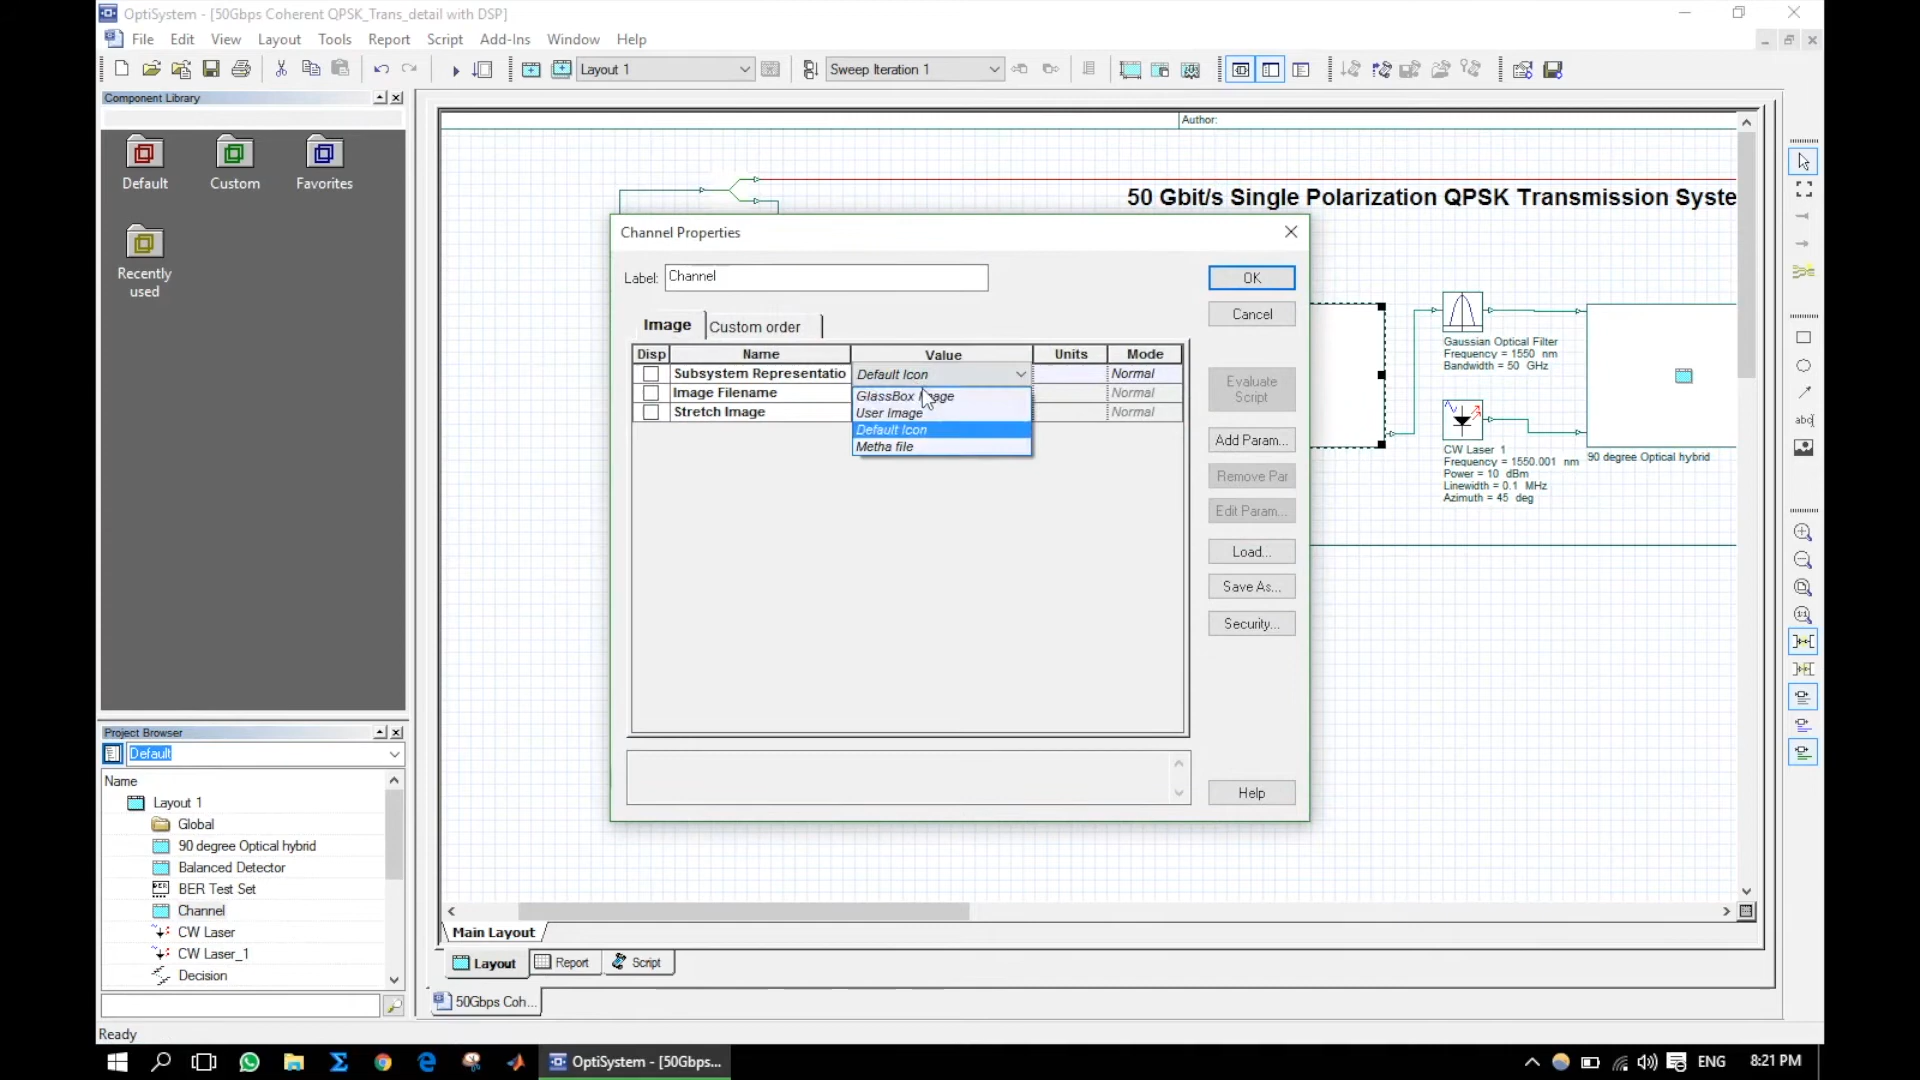 OptiSystem - [50Gbps Coherent QPSK_Trans_detail with DSP]
File Edit View Layout Tools Report Script Add-Ins Window Help
Layout 1
Sweep Iteration 1
Component Library
Default
Custom
Favorites
Recently
used
Author:
50 Gbit/s Single Polarization QPSK Transmission Syste
Channel Properties
Label: Channel
OK
Cancel
Image
Custom order
Disp Name Value Units Mode
Subsystem Representatio Default Icon Normal
Image Filename Normal
Stretch Image Normal
GlassBox Image
User Image
Default Icon
Metha file
Evaluate
Script
Add Param...
Remove Par
Edit Param...
Load...
Save As...
Security...
Help
Gaussian Optical Filter
Frequency = 1550 nm
Bandwidth = 50 GHz
CW Laser 1
Frequency = 1550.001 nm
Power = 10 dBm
Linewidth = 0.1 MHz
Azimuth = 45 deg
90 degree Optical hybrid
abc
1:1
Project Browser
Default
Name
Layout 1
Global
90 degree Optical hybrid
Balanced Detector
BER Test Set
Channel
CW Laser
CW Laser_1
Decision
Main Layout
Layout
Report
Script
50Gbps Coh...
Ready
OptiSystem - [50Gbps...
ENG
8:21 PM